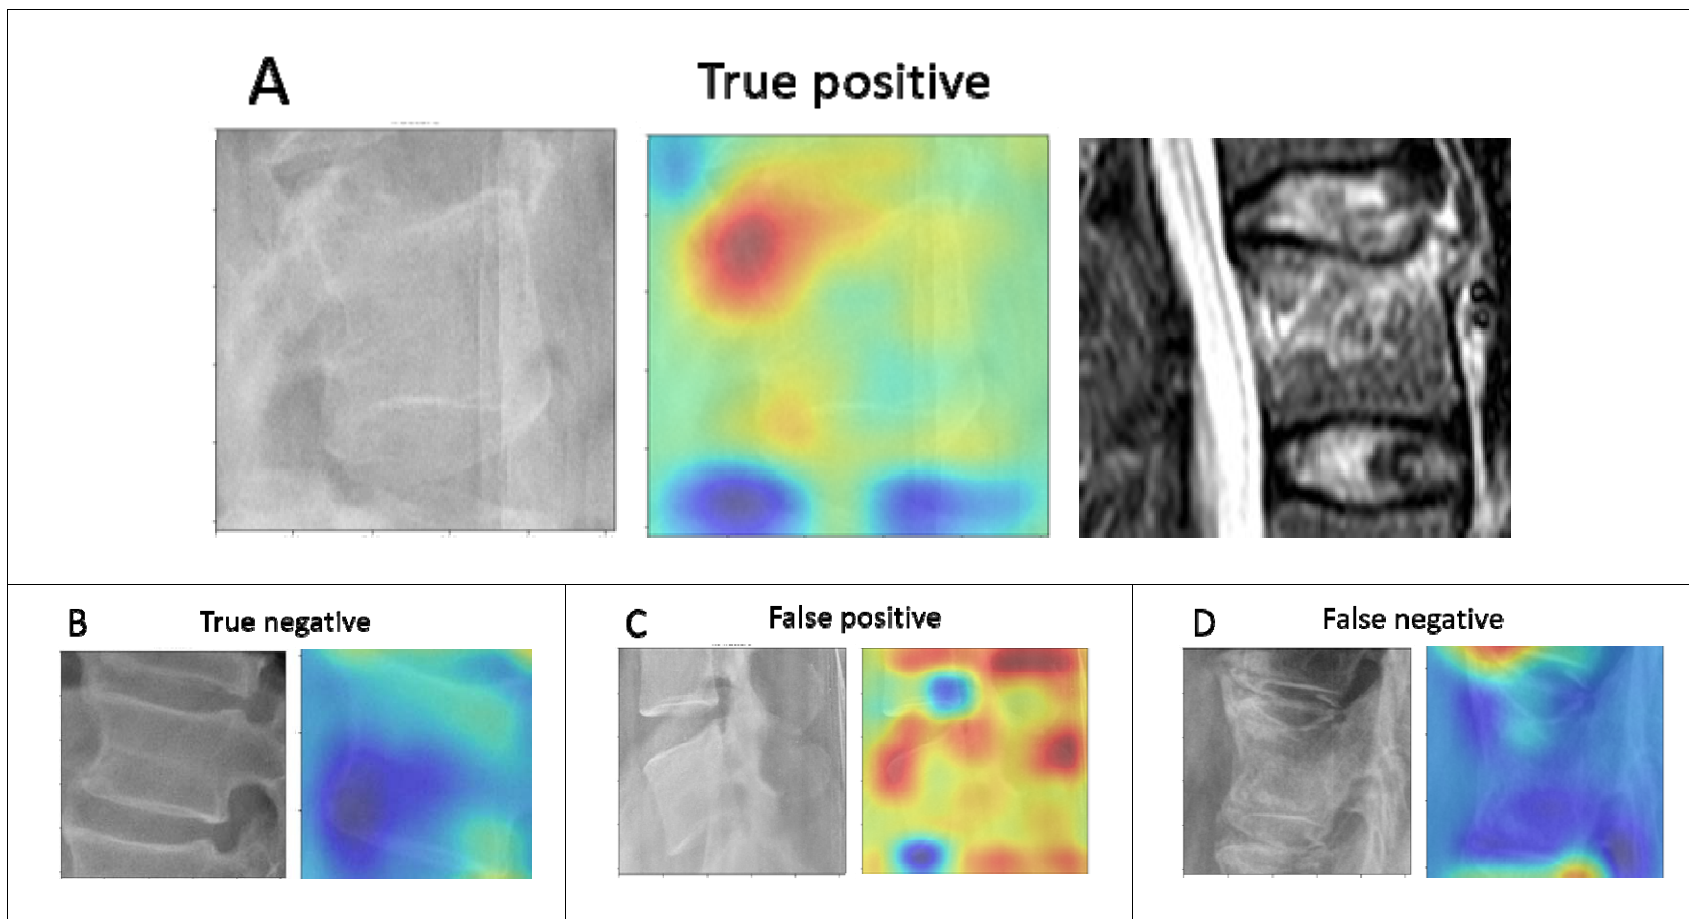 A
True positive
B
True negative
C
False positive
D
False negative